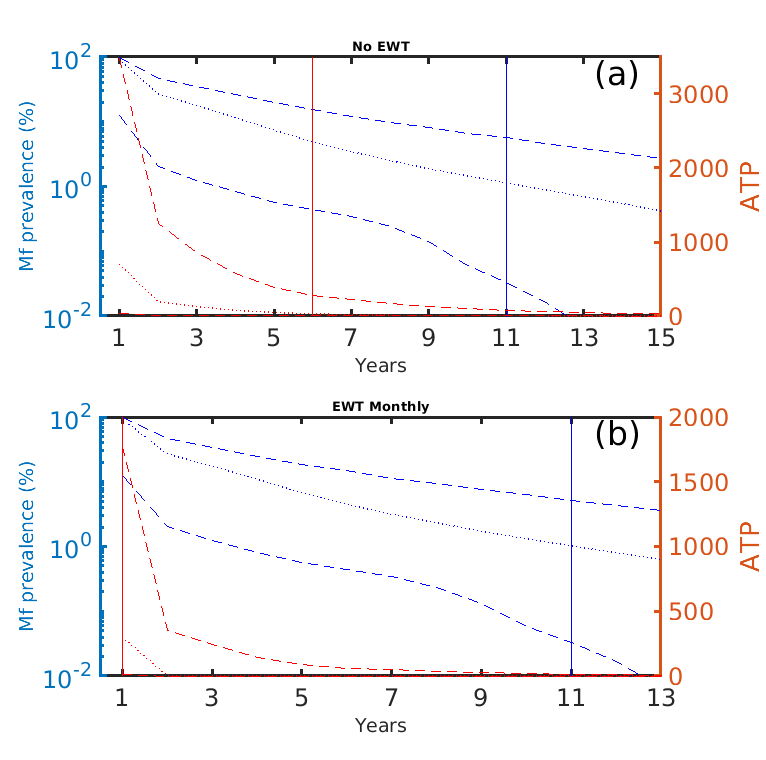 No EWT
(a)
10^2
10^0
10^-2
Mf prevalence (%)
3000
2000
1000
0
ATP
1 3 5 7 9 11 13 15
Years
EWT Monthly
(b)
10^2
10^0
10^-2
Mf prevalence (%)
2000
1500
1000
500
0
ATP
1 3 5 7 9 11 13
Years